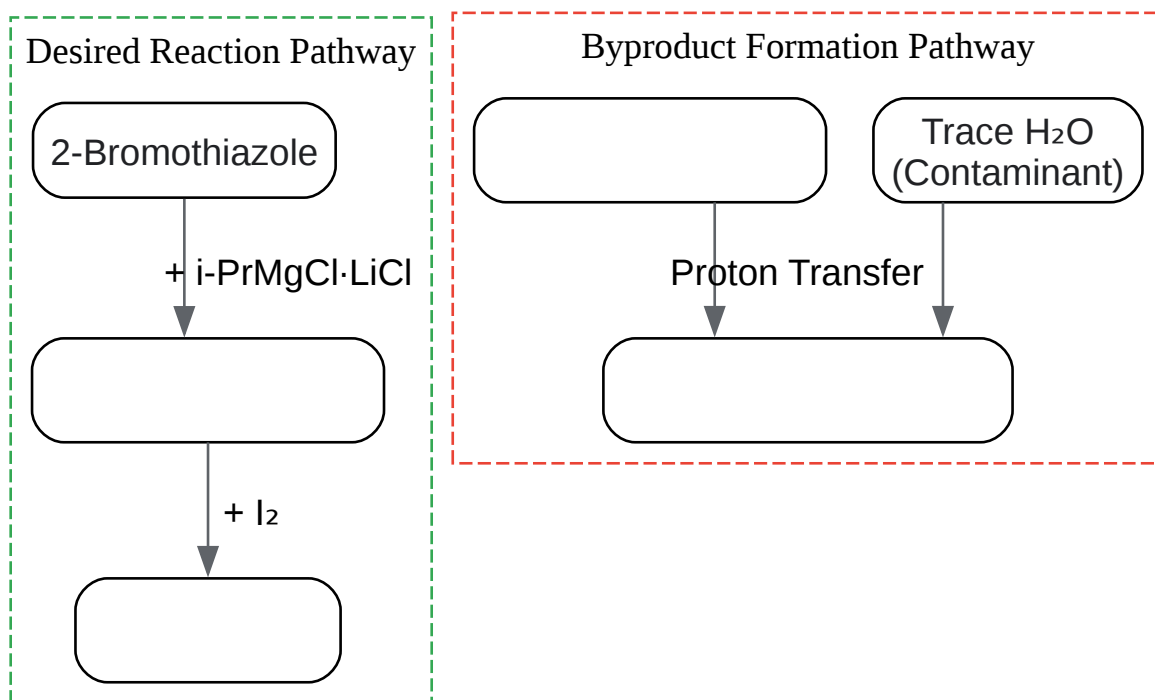 Desired Reaction Pathway
2-Bromothiazole
+ i-PrMgCl·LiCl
+ I₂
Byproduct Formation Pathway
Trace H₂O
(Contaminant)
Proton Transfer